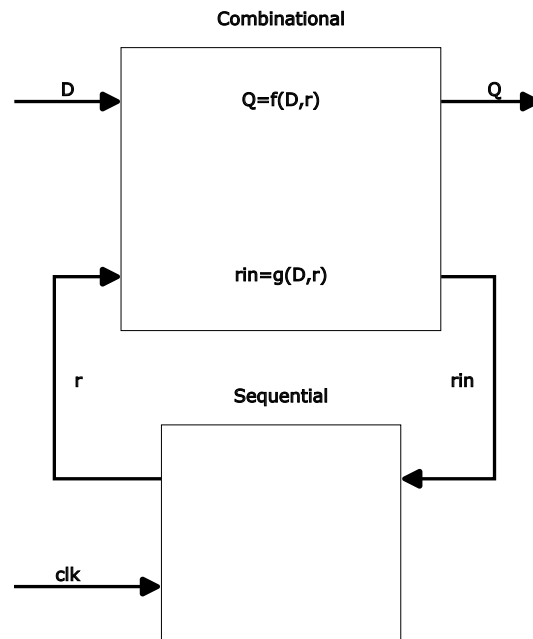 Combinational
D
Q=f(D,r)
Q
rin=g(D,r)
r
rin
Sequential
clk